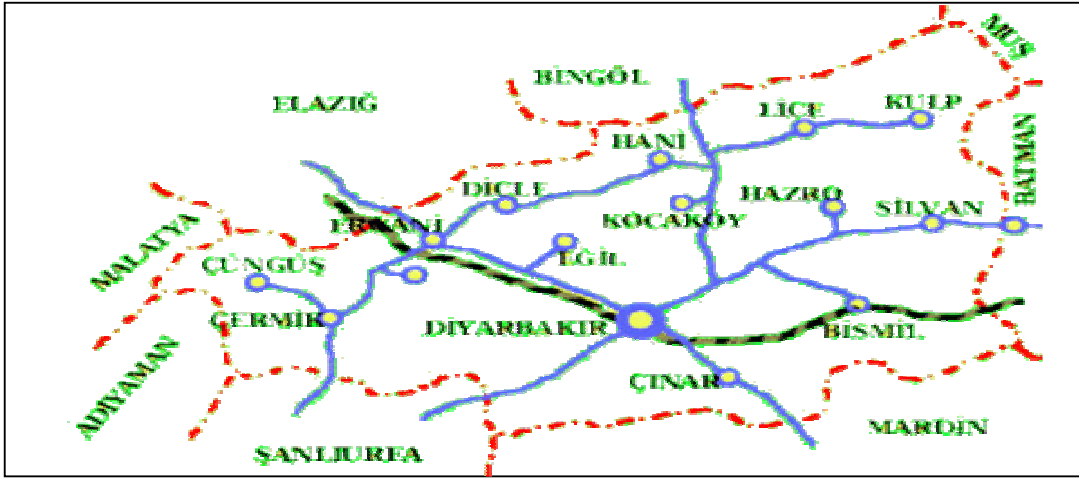 MUŞ
BİNGÖL
ELAZIĞ
LİCE
KULP
BATMAN
HANİ
DİCLE
HAZRO
KOCAKÖY
SİLVAN
ERGANİ
MALATYA
EĞİL
ÇÜNGÜŞ
ÇERMİK
DİYARBAKIR
BİSMİL
ÇINAR
ADIYAMAN
MARDİN
ŞANLIURFA